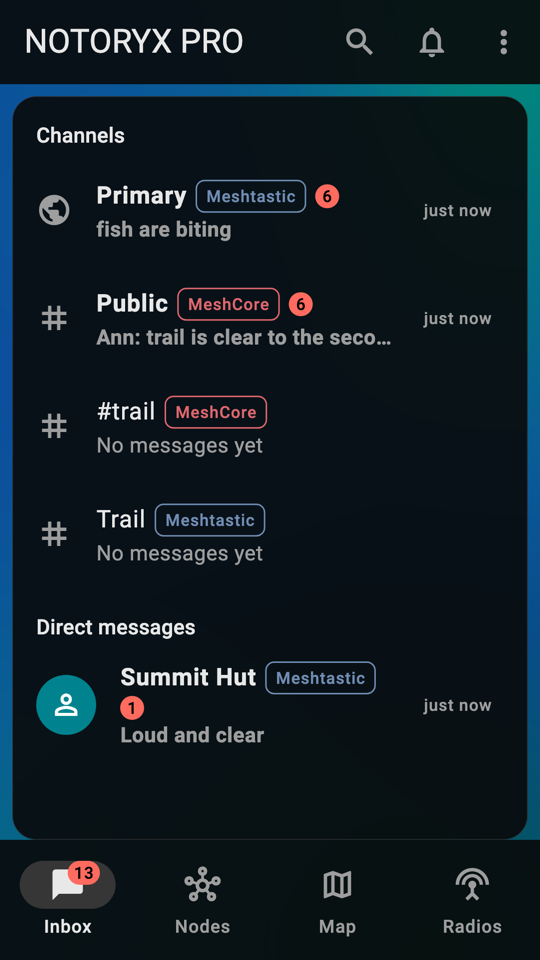 NOTORYX PRO
Channels
Primary Meshtastic 6
just now
fish are biting
Public MeshCore 6
just now
Ann: trail is clear to the seco...
#trail MeshCore
No messages yet
Trail Meshtastic
No messages yet
Direct messages
Summit Hut Meshtastic
1
just now
Loud and clear
13
Inbox Nodes Map Radios